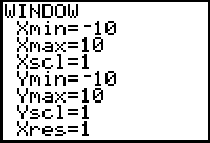 WINDOW
Xmin=-10
Xmax=10
Xscl=1
Ymin=-10
Ymax=10
Yscl=1
Xres=1